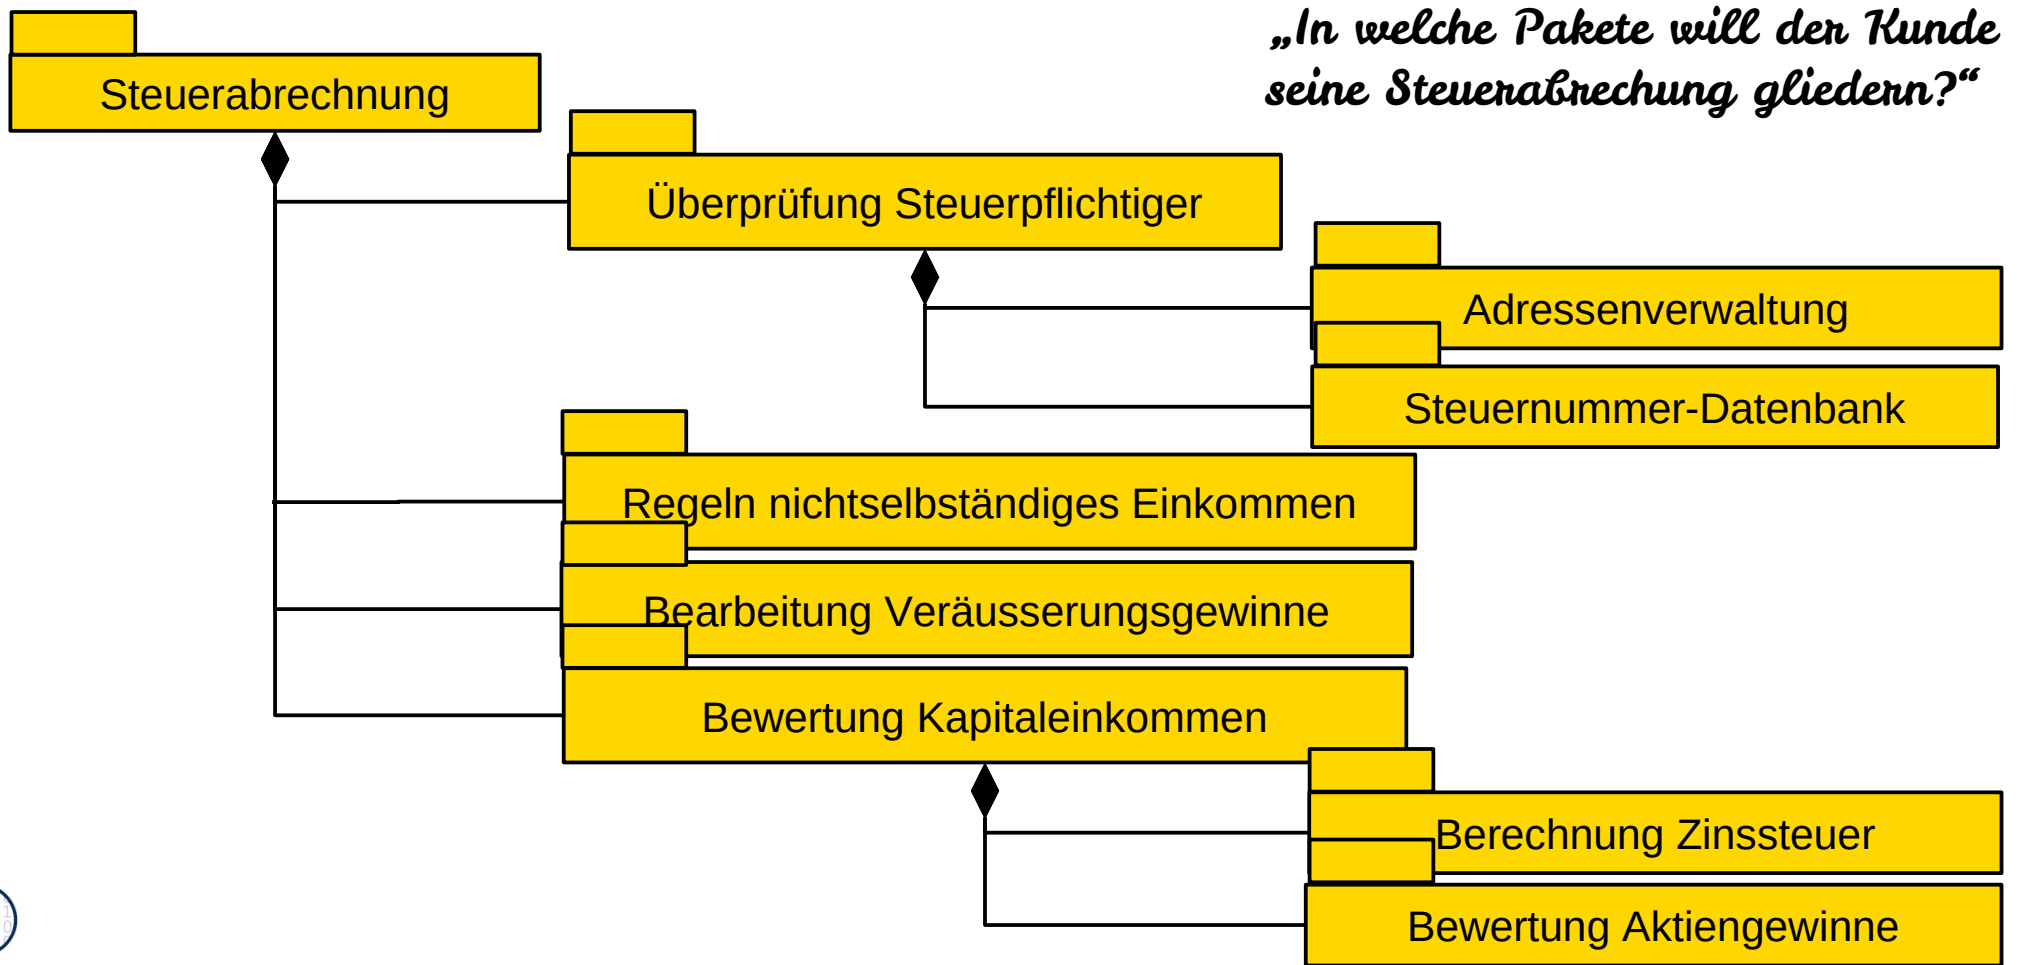 „In welche Pakete will der Kunde
seine Steuerabrechung gliedern?“
Steuerabrechnung
Überprüfung Steuerpflichtiger
Adressenverwaltung
Steuernummer-Datenbank
Regeln nichtselbständiges Einkommen
Bearbeitung Veräusserungsgewinne
Bewertung Kapitaleinkommen
Berechnung Zinssteuer
Bewertung Aktiengewinne